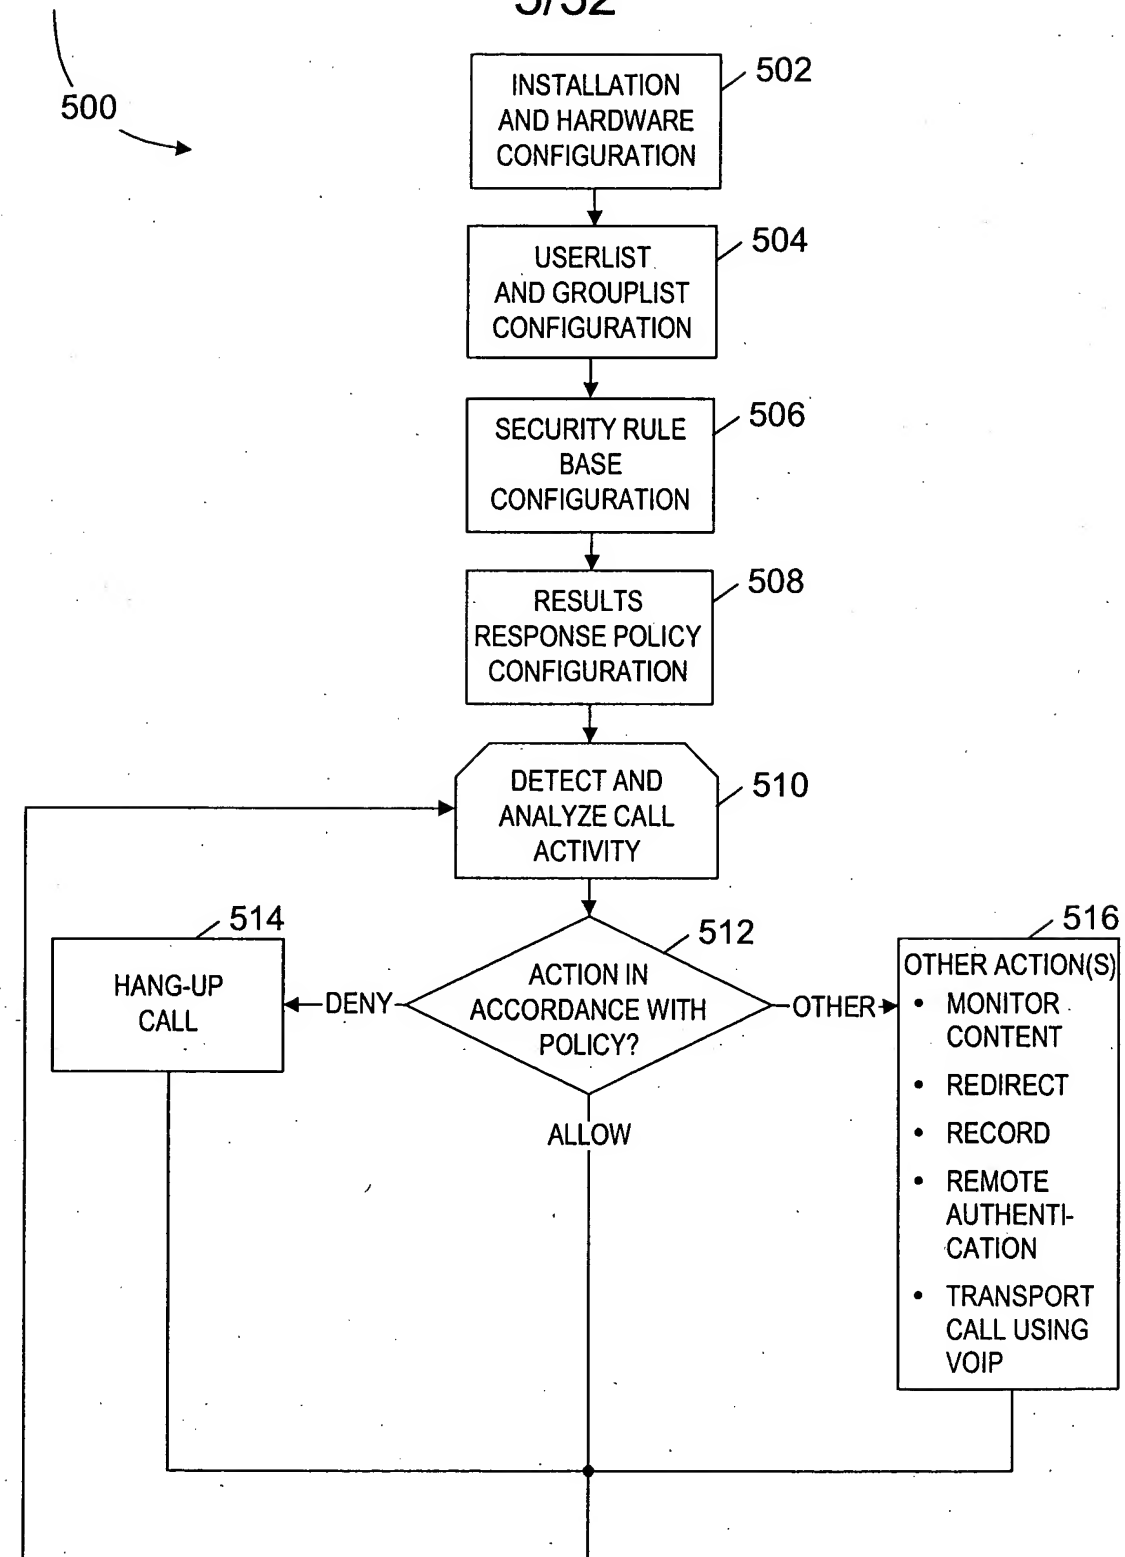 3/32
500
502
INSTALLATION
AND HARDWARE
CONFIGURATION
504
USERLIST
AND GROUPLIST
CONFIGURATION
506
SECURITY RULE
BASE
CONFIGURATION
508
RESULTS
RESPONSE POLICY
CONFIGURATION
510
DETECT AND
ANALYZE CALL
ACTIVITY
514
HANG-UP
CALL
512
ACTION IN
ACCORDANCE WITH
POLICY?
DENY
OTHER
ALLOW
516
OTHER ACTION(S)
• MONITOR
CONTENT
• REDIRECT
• RECORD
• REMOTE
AUTHENTI-
CATION
• TRANSPORT
CALL USING
VOIP